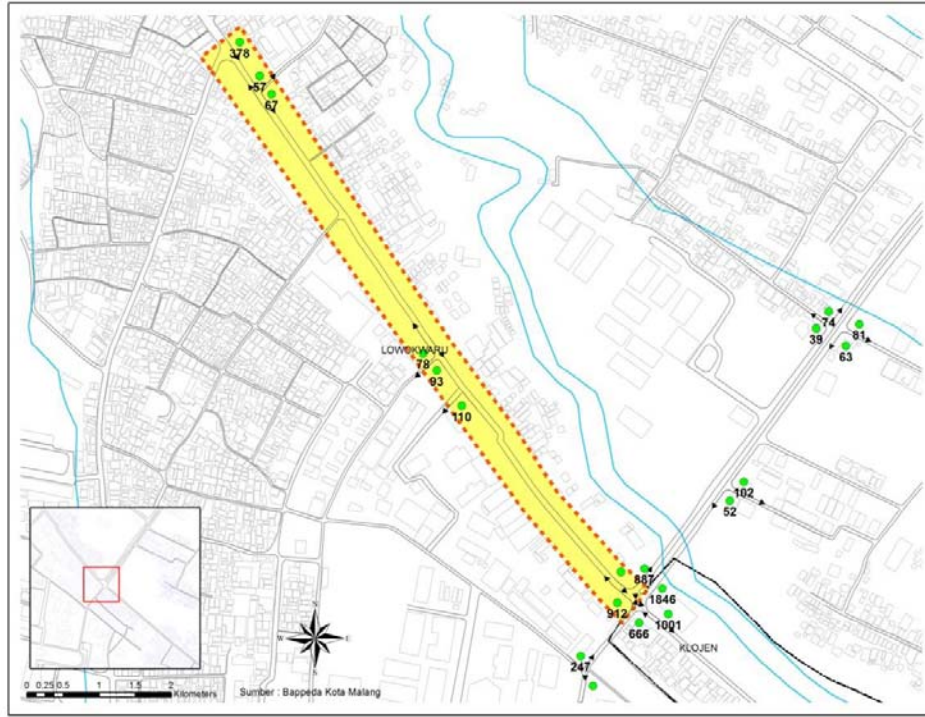 378
57
67
74
39
81
63
LOWOKWARU
78
93
110
102
52
887
1846
912
1001
666
KLOJEN
247
N
W
E
S
0 0.25 0.5 1 1.5 2
Kilometers
Sumber : Bappeda Kota Malang